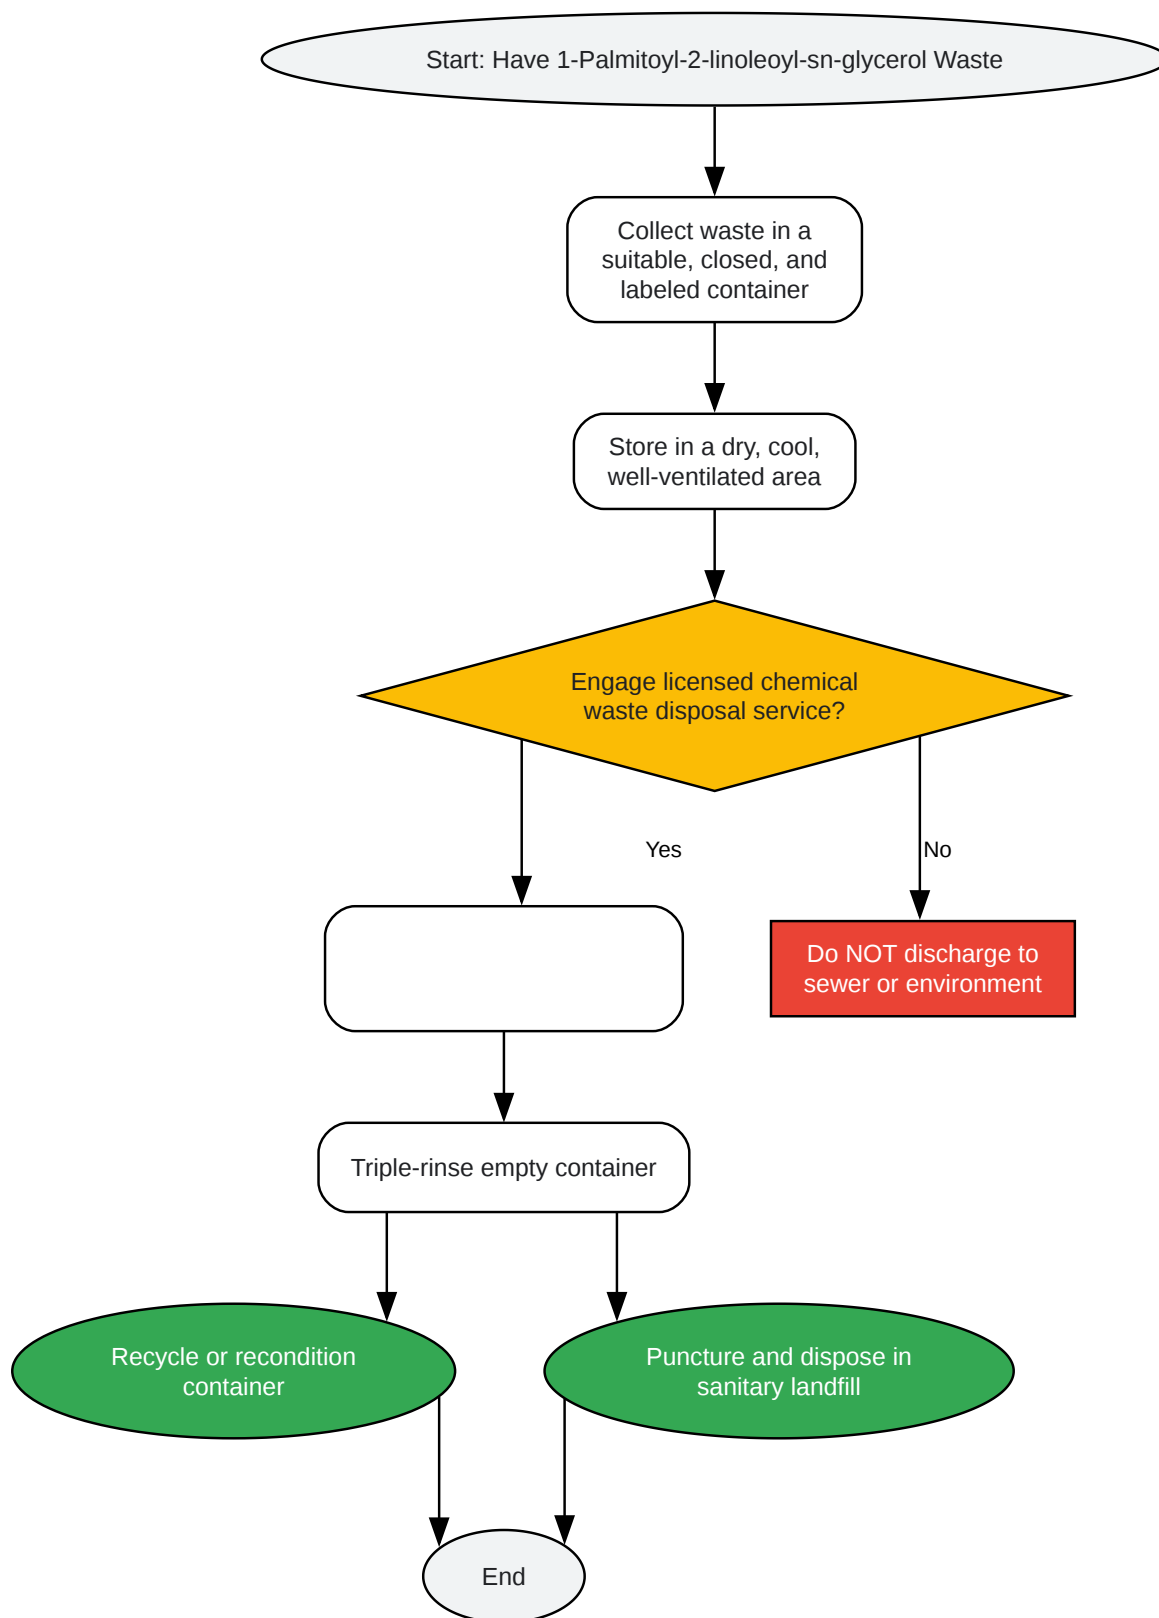 Start: Have 1-Palmitoyl-2-linoleoyl-sn-glycerol Waste
Collect waste in a
suitable, closed, and
labeled container
Store in a dry, cool,
well-ventilated area
Engage licensed chemical
waste disposal service?
Yes
No
Do NOT discharge to
sewer or environment
Triple-rinse empty container
Recycle or recondition
container
Puncture and dispose in
sanitary landfill
End